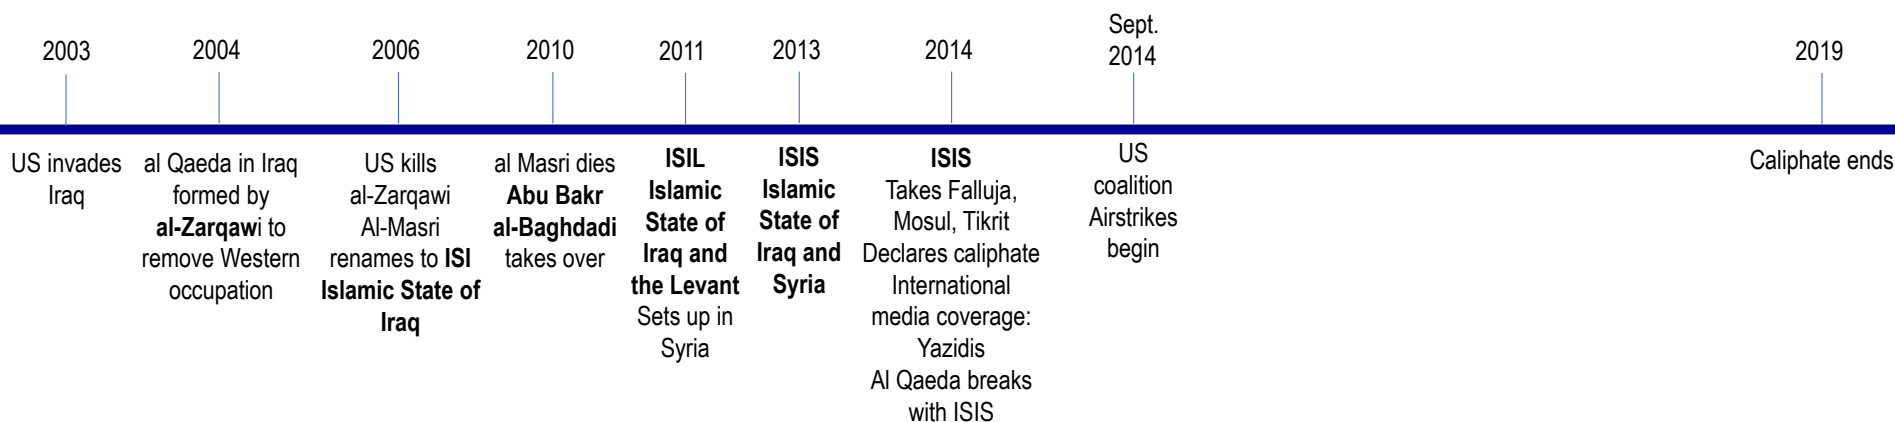 2003
US invades
Iraq
2004
al Qaeda in Iraq
formed by
al-Zarqawi to
remove Western
occupation
2006
US kills
al-Zarqawi
Al-Masri
renames to ISI
Islamic State of
Iraq
2010
al Masri dies
Abu Bakr
al-Baghdadi
takes over
2011
ISIL
Islamic
State of
Iraq and
the Levant
Sets up in
Syria
2013
ISIS
Islamic
State of
Iraq and
Syria
2014
ISIS
Takes Falluja,
Mosul, Tikrit
Declares caliphate
International
media coverage:
Yazidis
Al Qaeda breaks
with ISIS
Sept.
2014
US
coalition
Airstrikes
begin
2019
Caliphate ends